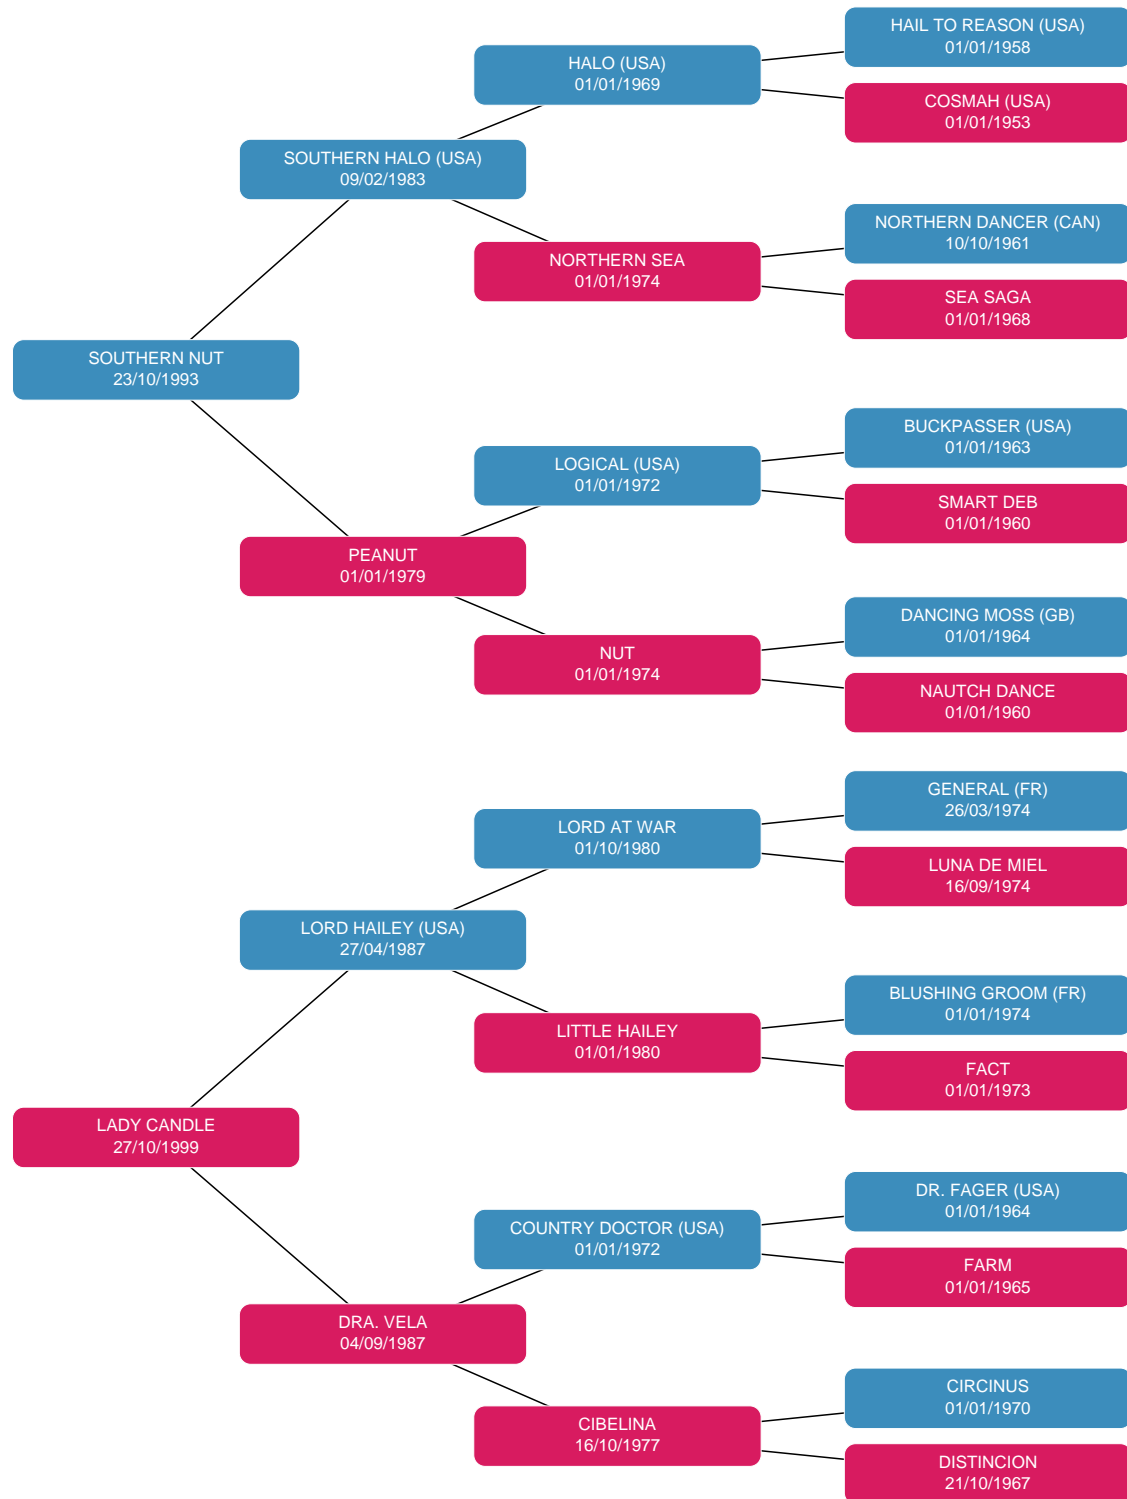 HAIL TO REASON (USA)
01/01/1958
HALO (USA)
01/01/1969
COSMAH (USA)
01/01/1953
SOUTHERN HALO (USA)
09/02/1983
NORTHERN DANCER (CAN)
10/10/1961
NORTHERN SEA
01/01/1974
SEA SAGA
01/01/1968
SOUTHERN NUT
23/10/1993
BUCKPASSER (USA)
01/01/1963
LOGICAL (USA)
01/01/1972
SMART DEB
01/01/1960
PEANUT
01/01/1979
DANCING MOSS (GB)
01/01/1964
NUT
01/01/1974
NAUTCH DANCE
01/01/1960
GENERAL (FR)
26/03/1974
LORD AT WAR
01/10/1980
LUNA DE MIEL
16/09/1974
LORD HAILEY (USA)
27/04/1987
BLUSHING GROOM (FR)
01/01/1974
LITTLE HAILEY
01/01/1980
FACT
01/01/1973
LADY CANDLE
27/10/1999
DR. FAGER (USA)
01/01/1964
COUNTRY DOCTOR (USA)
01/01/1972
FARM
01/01/1965
DRA. VELA
04/09/1987
CIRCINUS
01/01/1970
CIBELINA
16/10/1977
DISTINCION
21/10/1967